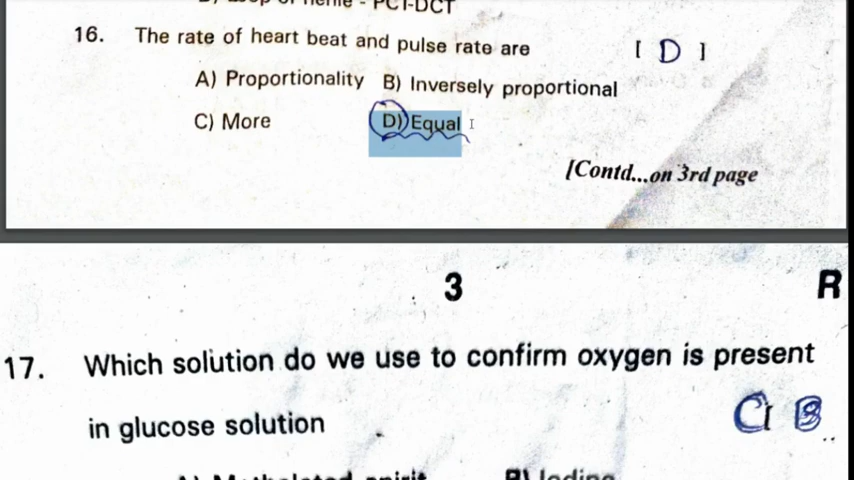 16. The rate of heart beat and pulse rate are [ D ]
A) Proportionality B) Inversely proportional
C) More D) Equal
[Contd...on 3rd page
3 R
17. Which solution do we use to confirm oxygen is present
in glucose solution
B) Iodine